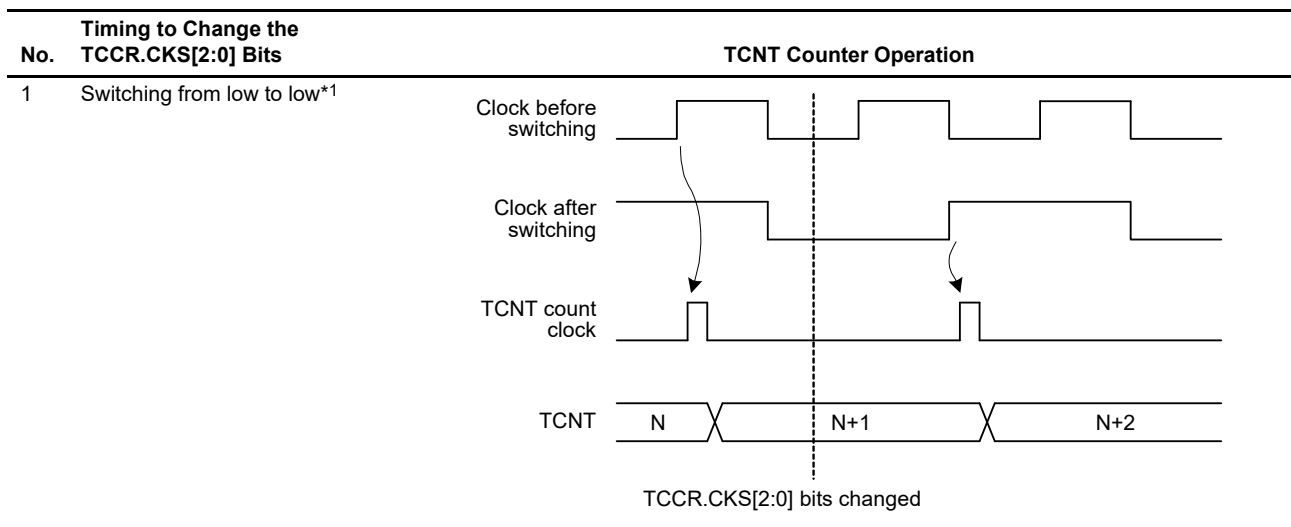 No.
Timing to Change the
TCCR.CKS[2:0] Bits
TCNT Counter Operation
1
Switching from low to low*1
Clock before
switching
Clock after
switching
TCNT count
clock
TCNT
N
N+1
N+2
TCCR.CKS[2:0] bits changed